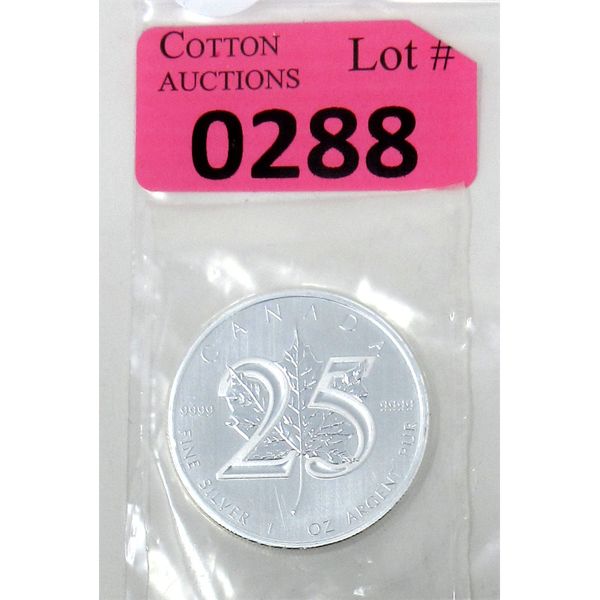 COTTON
AUCTIONS
Lot #
0288
CANADA
25
9999 9999
FINE SILVER 1 OZ ARGENT PUR